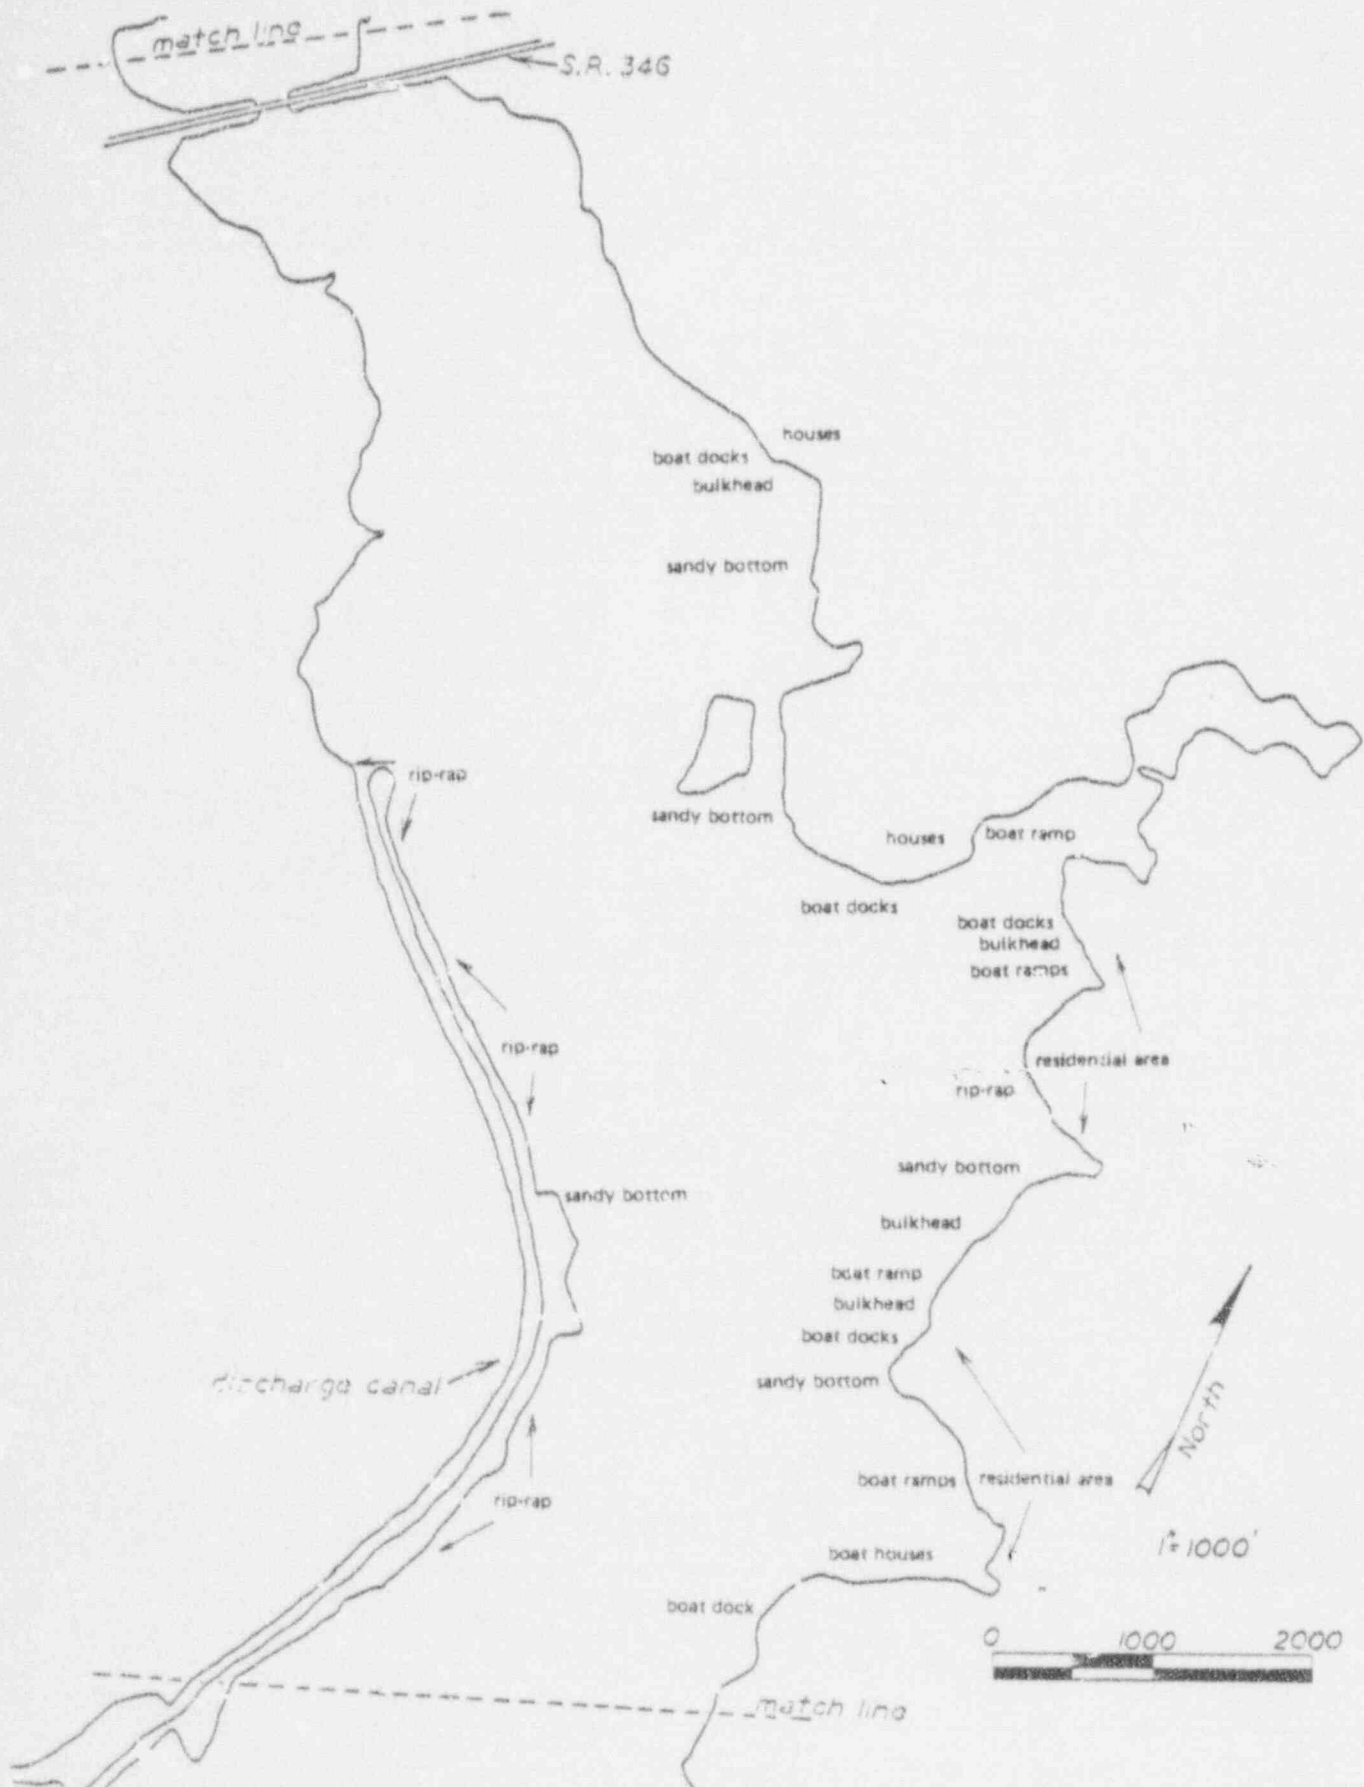 match line
S.R. 346
houses
boat docks
bulkhead
sandy bottom
rip-rap
sandy bottom
houses
boat ramp
boat docks
boat docks
bulkhead
boat ramps
rip-rap
residential area
rip-rap
sandy bottom
sandy bottom
bulkhead
boat ramp
bulkhead
boat docks
sandy bottom
discharge canal
North
boat ramps
residential area
rip-rap
1"=1000'
boat houses
boat dock
0 1000 2000
match line